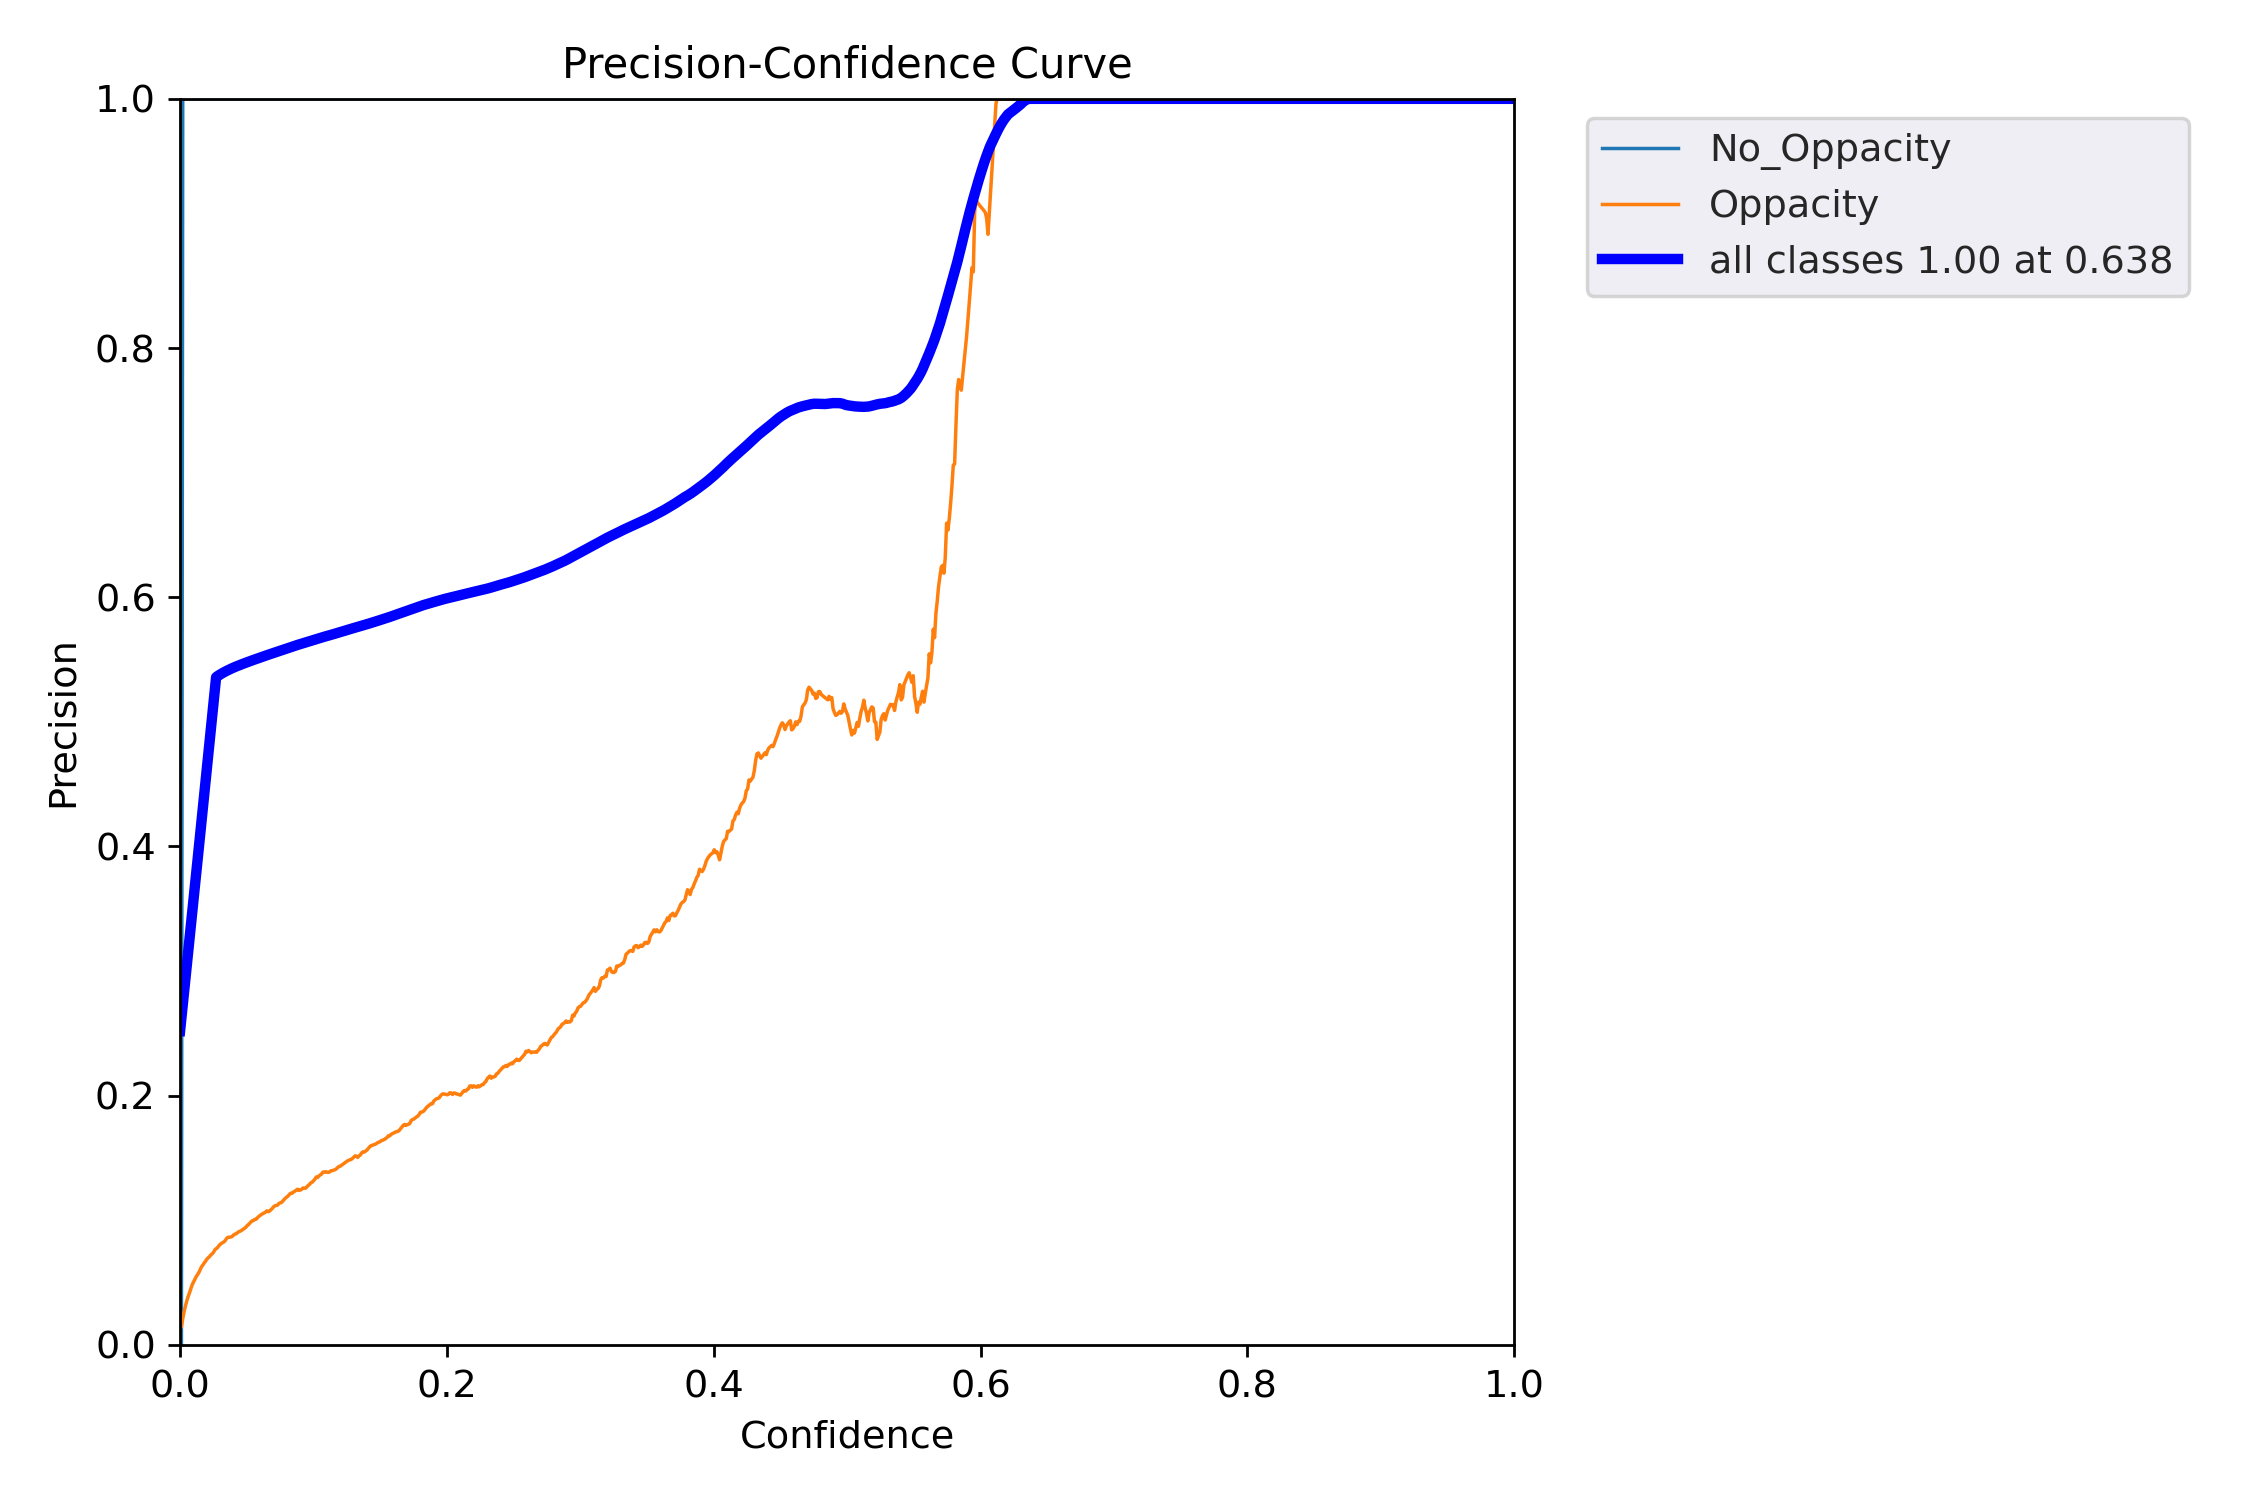 Precision-Confidence Curve
1.0
0.8
0.6
0.4
0.2
0.0
Precision
0.0 0.2 0.4 0.6 0.8 1.0
Confidence
No_Oppacity
Oppacity
all classes 1.00 at 0.638